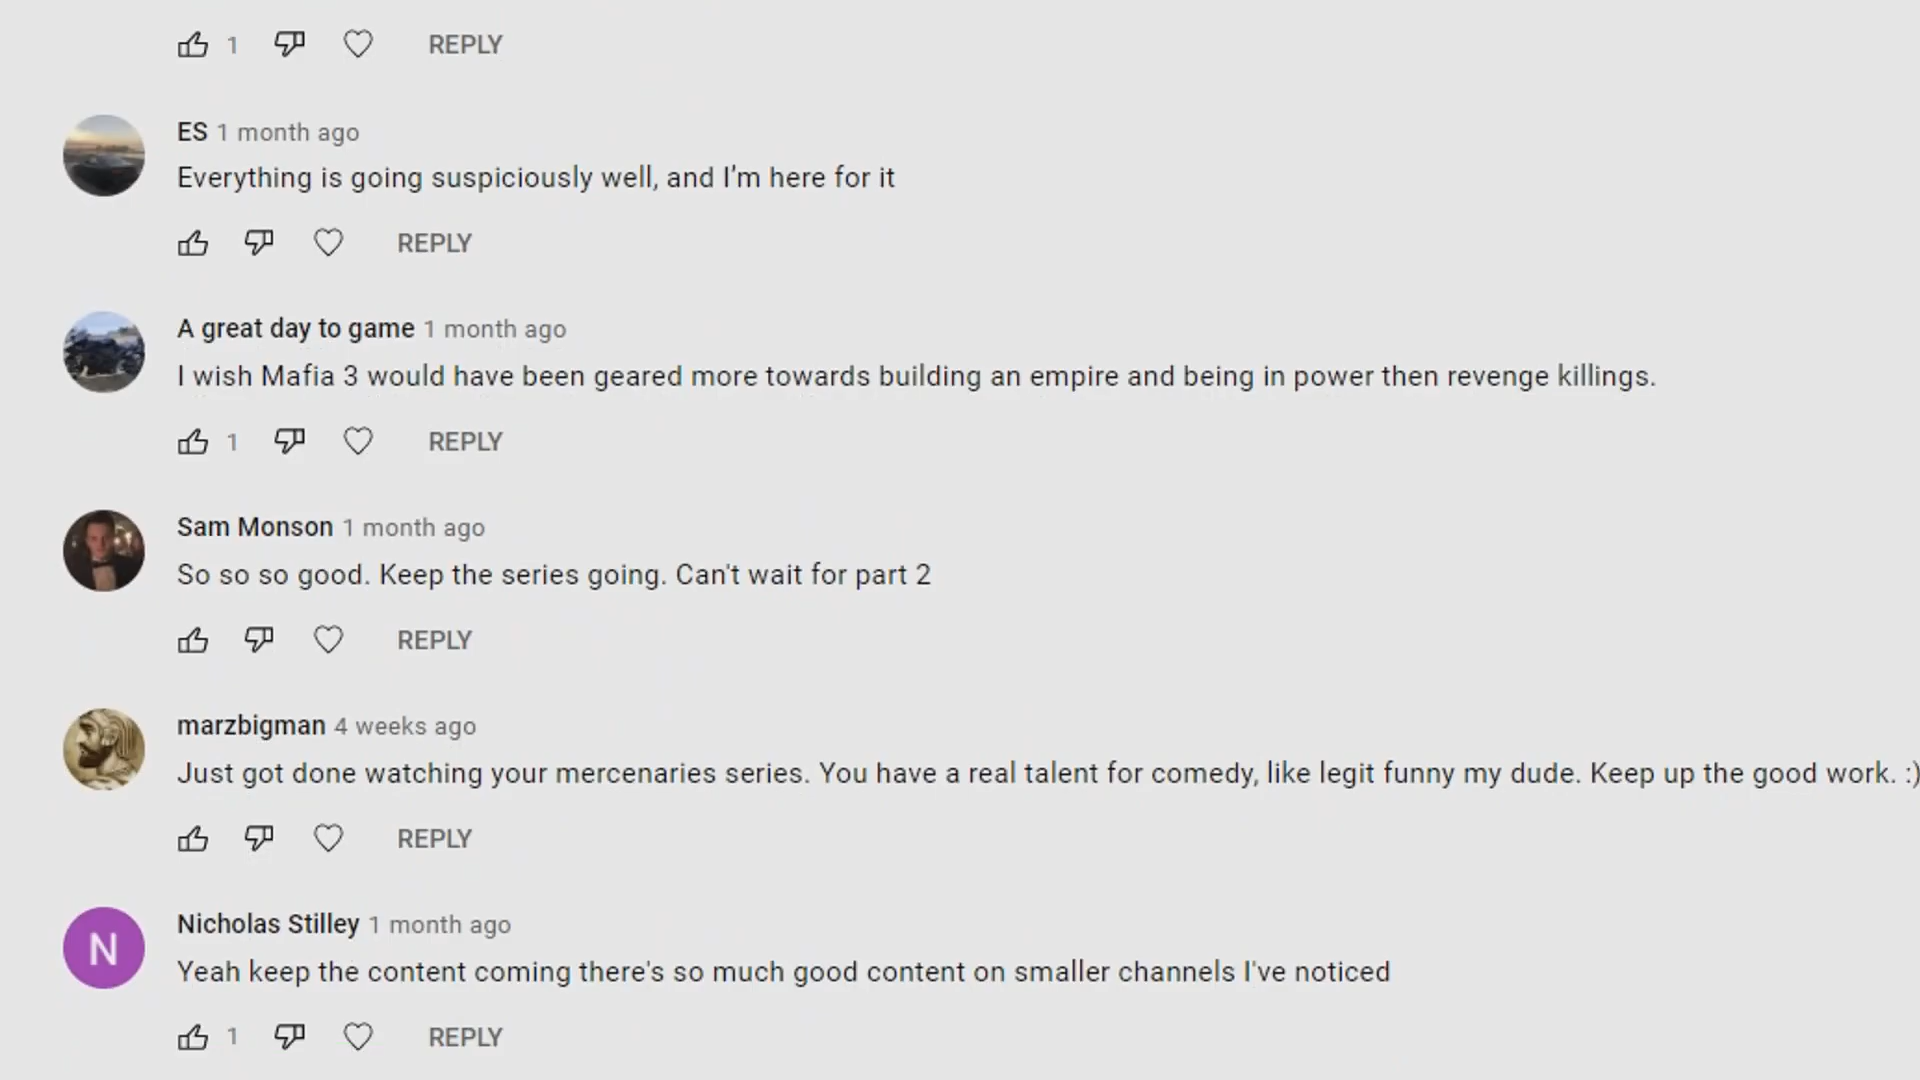 1 REPLY
ES 1 month ago
Everything is going suspiciously well, and I'm here for it
REPLY
A great day to game 1 month ago
I wish Mafia 3 would have been geared more towards building an empire and being in power then revenge killings.
1 REPLY
Sam Monson 1 month ago
So so so good. Keep the series going. Can't wait for part 2
REPLY
marzbigman 4 weeks ago
Just got done watching your mercenaries series. You have a real talent for comedy, like legit funny my dude. Keep up the good work. :)
REPLY
N
Nicholas Stilley 1 month ago
Yeah keep the content coming there's so much good content on smaller channels I've noticed
1 REPLY